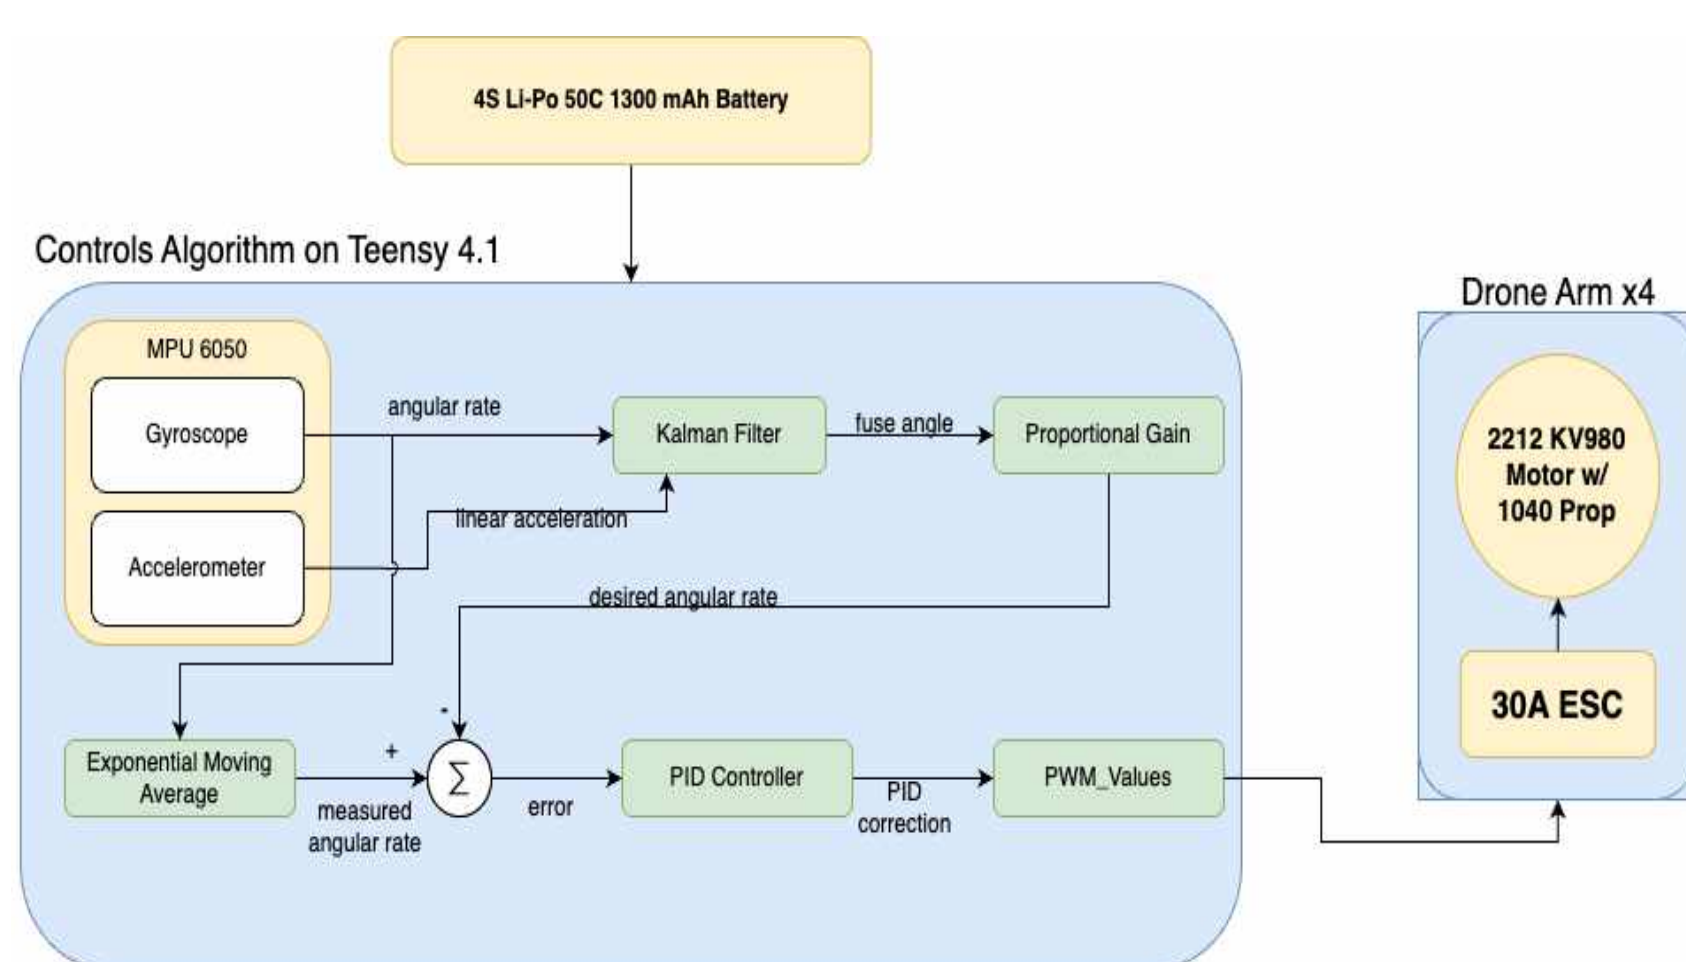 4S Li-Po 50C 1300 mAh Battery
Controls Algorithm on Teensy 4.1
Drone Arm x4
MPU 6050
Gyroscope
angular rate
Kalman Filter
fuse angle
Proportional Gain
2212 KV980
Motor w/
1040 Prop
linear acceleration
Accelerometer
desired angular rate
30A ESC
-
+
Exponential Moving
Average
measured
angular rate
∑
error
PID Controller
PID
correction
PWM_Values